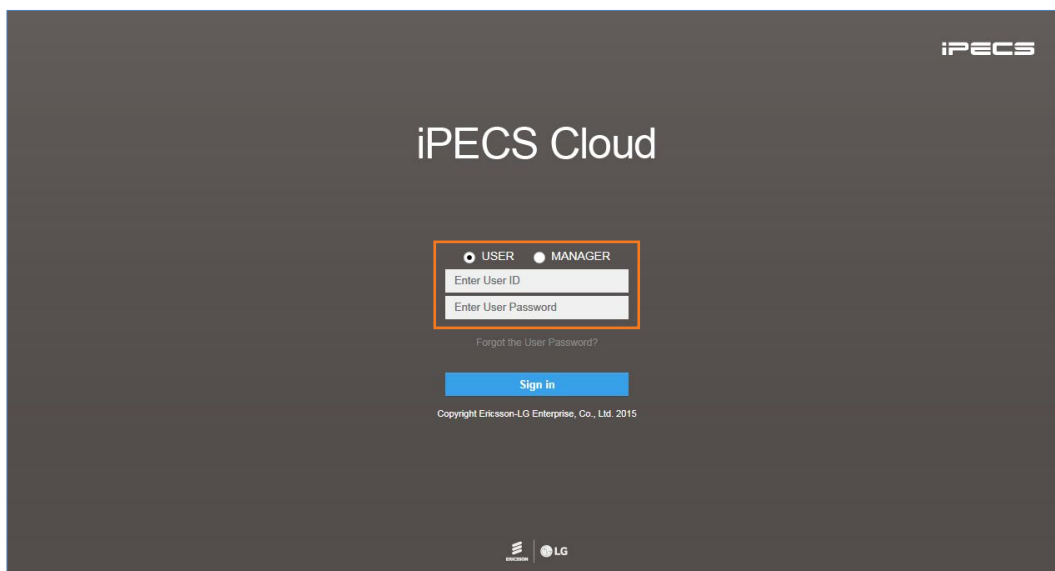 iPECS
iPECS Cloud
USER MANAGER
Enter User ID
Enter User Password
Forgot the User Password?
Sign in
Copyright Ericsson-LG Enterprise, Co., Ltd. 2015
ERICSSON LG